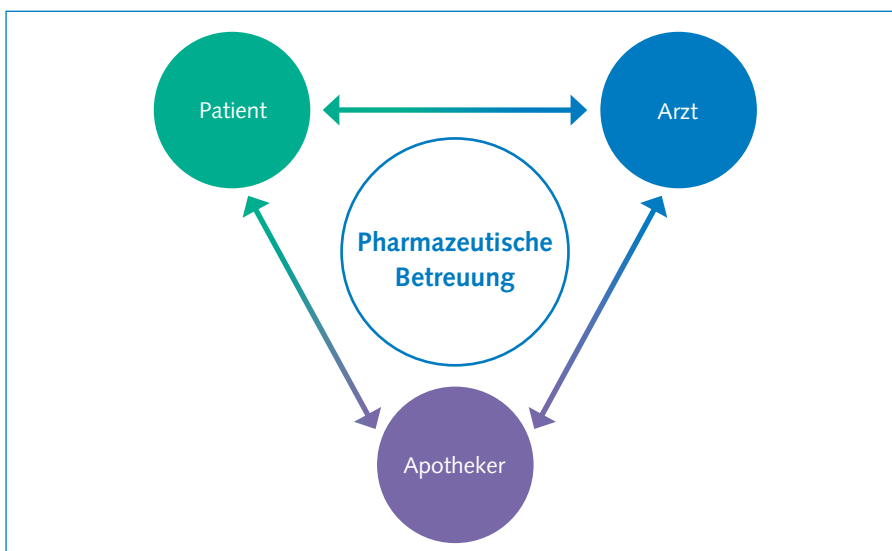 Patient
Arzt
Pharmazeutische
Betreuung
Apotheker